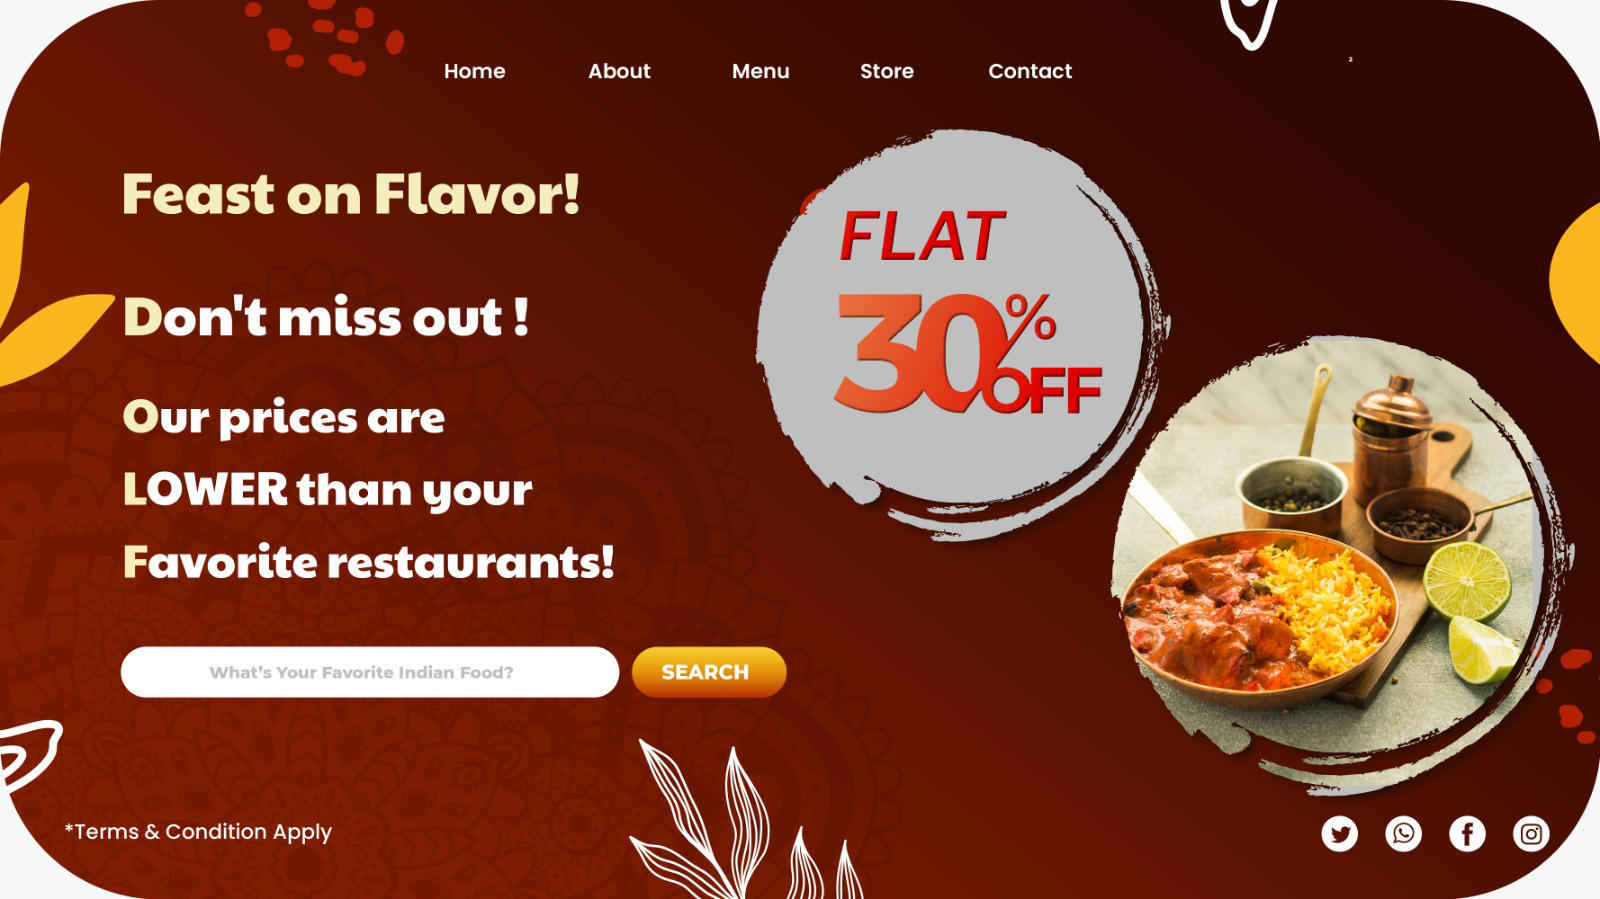 Home About Menu Store Contact
2
Feast on Flavor!
Don't miss out !
Our prices are
LOWER than your
Favorite restaurants!
FLAT
30%
OFF
What's Your Favorite Indian Food?
SEARCH
*Terms & Condition Apply